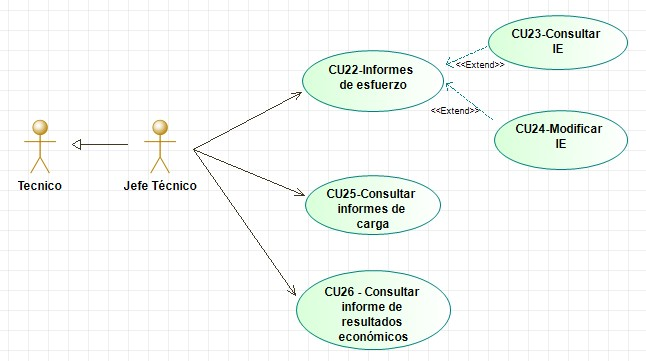 CU23-Consultar
IE
<<Extend>>
CU22-Informes
de esfuerzo
<<Extend>>
CU24-Modificar
IE
Tecnico
Jefe Técnico
CU25-Consultar
informes de
carga
CU26 - Consultar
informe de
resultados
económicos